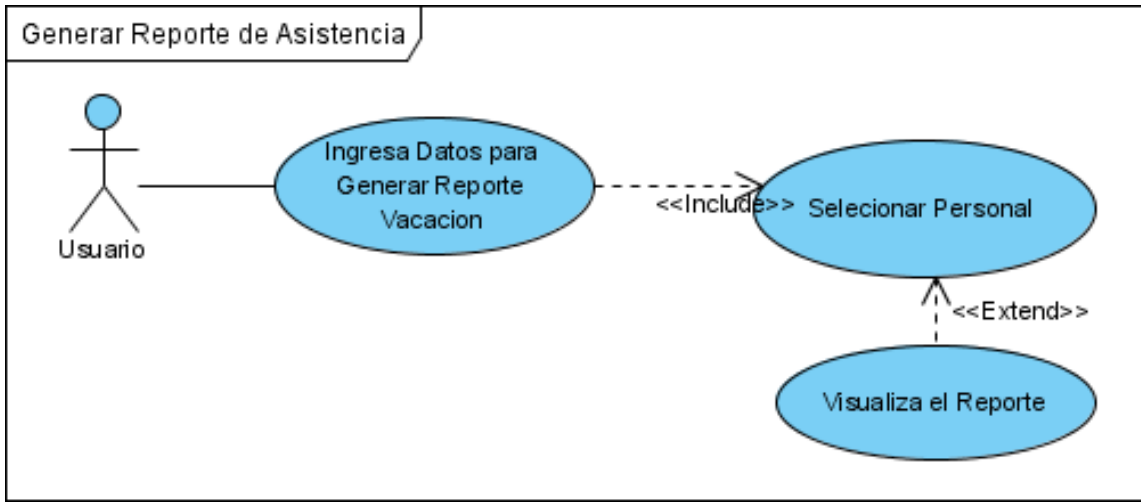 Generar Reporte de Asistencia
Usuario
Ingresa Datos para
Generar Reporte
Vacacion
<<Include>>
Selecionar Personal
<<Extend>>
Visualiza el Reporte